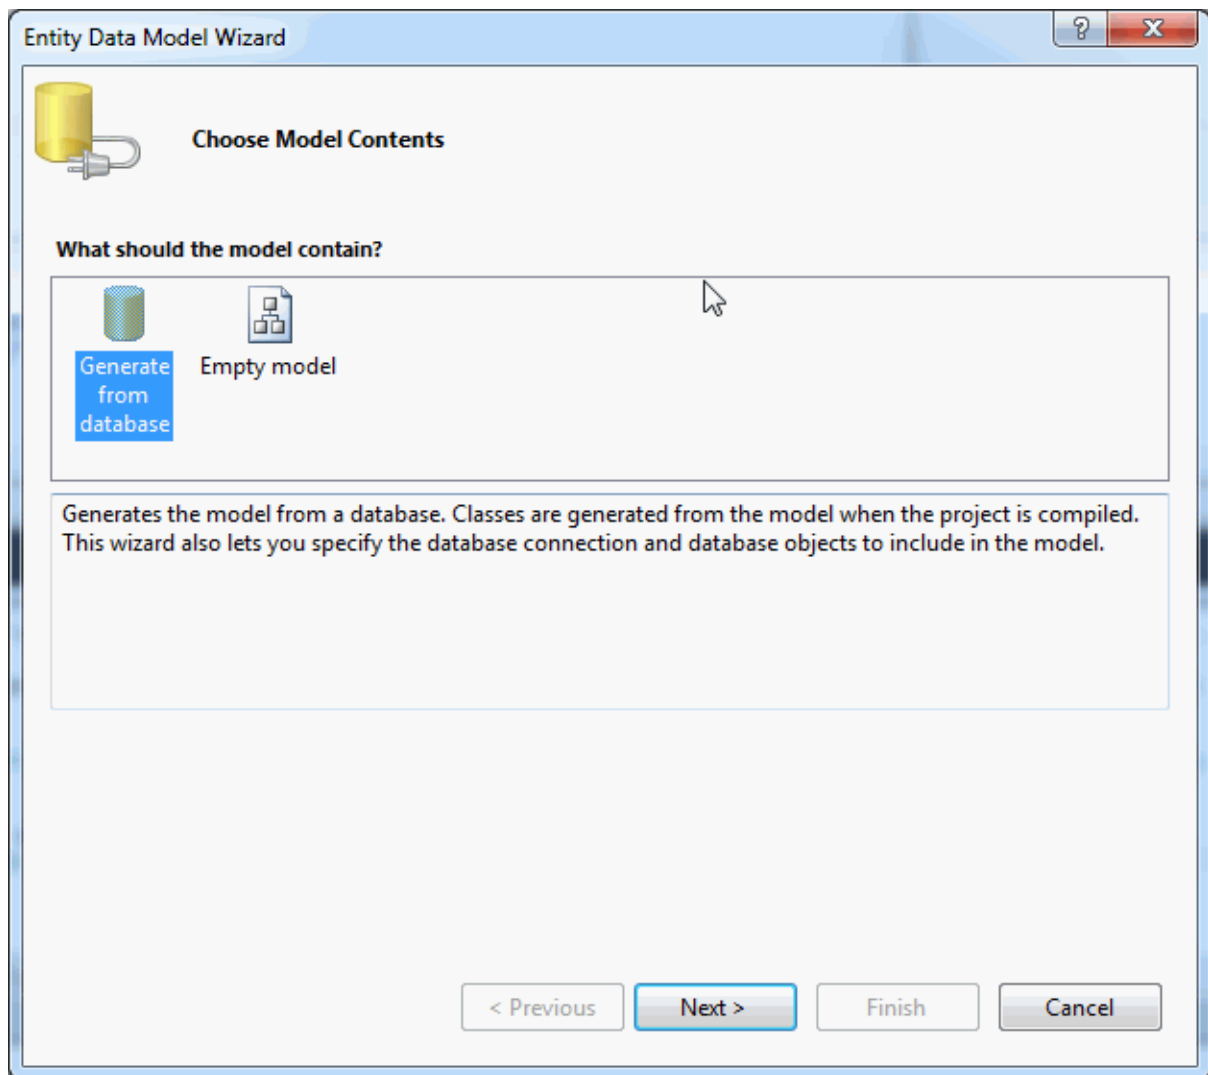 Entity Data Model Wizard
Choose Model Contents
What should the model contain?
Generate
from
database
Empty model
Generates the model from a database. Classes are generated from the model when the project is compiled.
This wizard also lets you specify the database connection and database objects to include in the model.
< Previous
Next >
Finish
Cancel